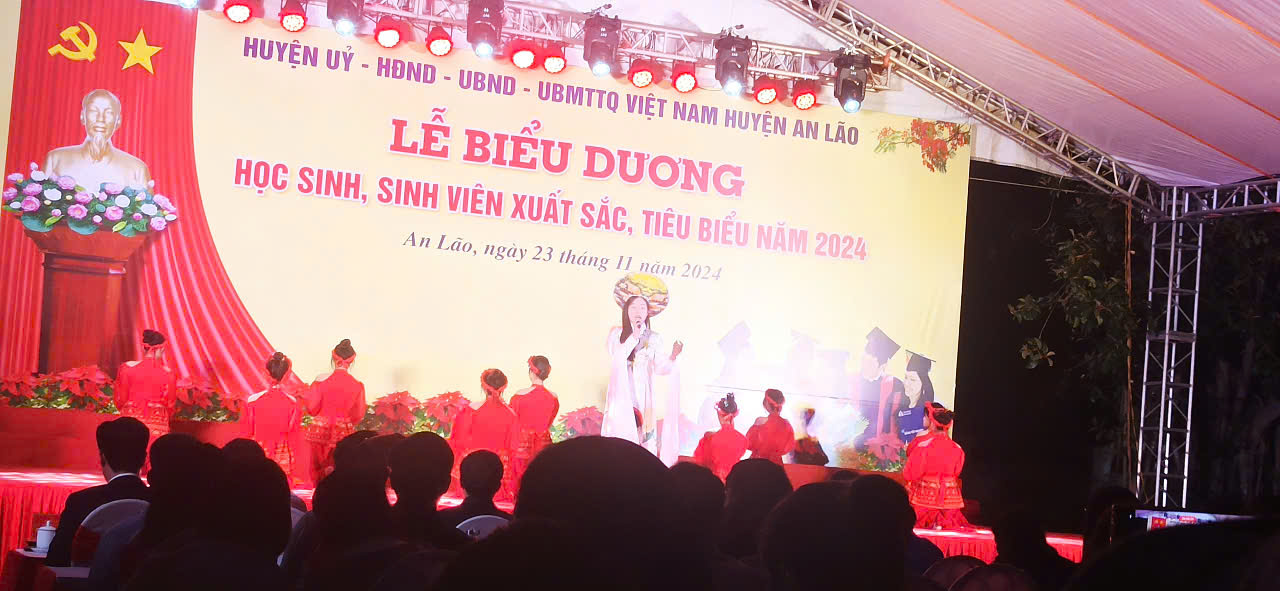 HUYỆN UỶ - HĐND - UBND - UBMTTQ VIỆT NAM HUYỆN AN LÃO
LỄ BIỂU DƯƠNG
HỌC SINH, SINH VIÊN XUẤT SẮC, TIÊU BIỂU NĂM 2024
An Lão, ngày 23 tháng 11 năm 2024